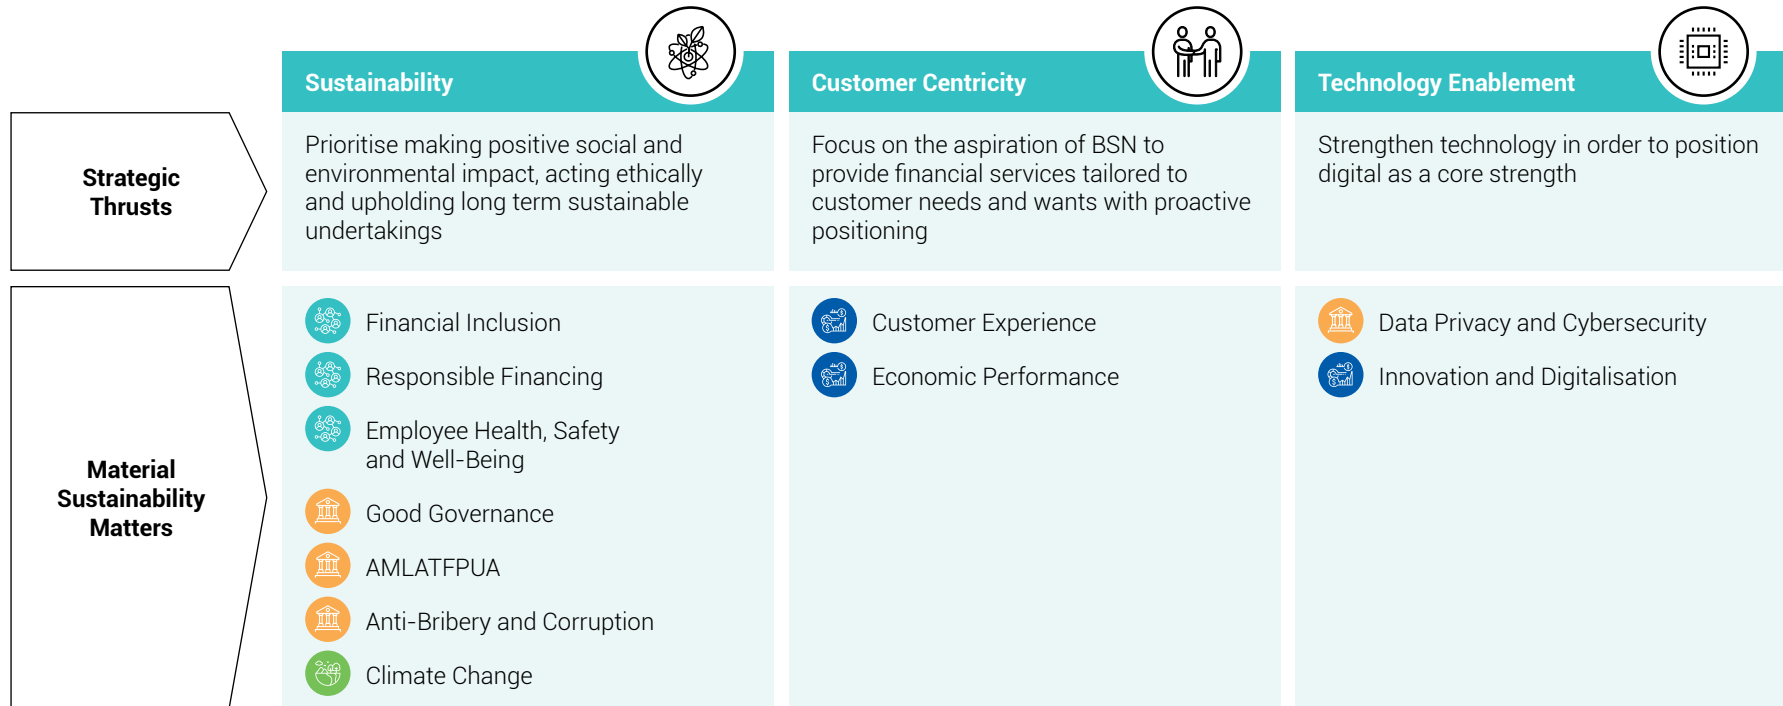 Sustainability
Customer Centricity
Technology Enablement
Strategic
Thrusts
Prioritise making positive social and
environmental impact, acting ethically
and upholding long term sustainable
undertakings
Focus on the aspiration of BSN to
provide financial services tailored to
customer needs and wants with proactive
positioning
Strengthen technology in order to position
digital as a core strength
Material
Sustainability
Matters
Financial Inclusion
Responsible Financing
Employee Health, Safety
and Well-Being
Good Governance
AMLATFPUA
Anti-Bribery and Corruption
Climate Change
Customer Experience
Economic Performance
Data Privacy and Cybersecurity
Innovation and Digitalisation